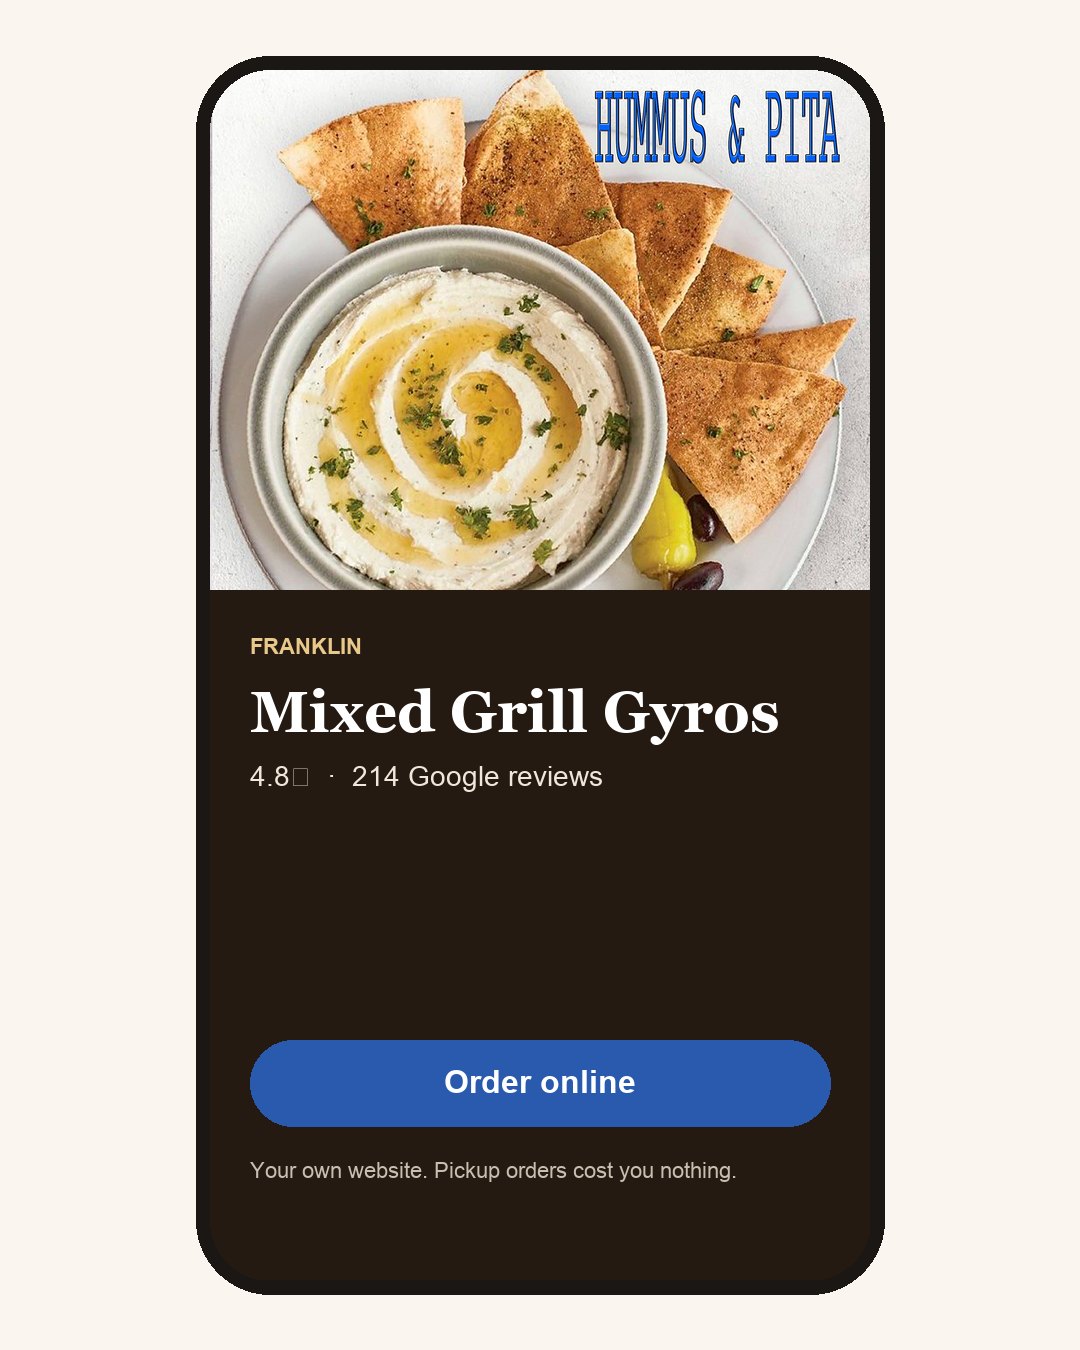 HUMMUS & PITA
FRANKLIN
Mixed Grill Gyros
4.8□ · 214 Google reviews
Order online
Your own website. Pickup orders cost you nothing.